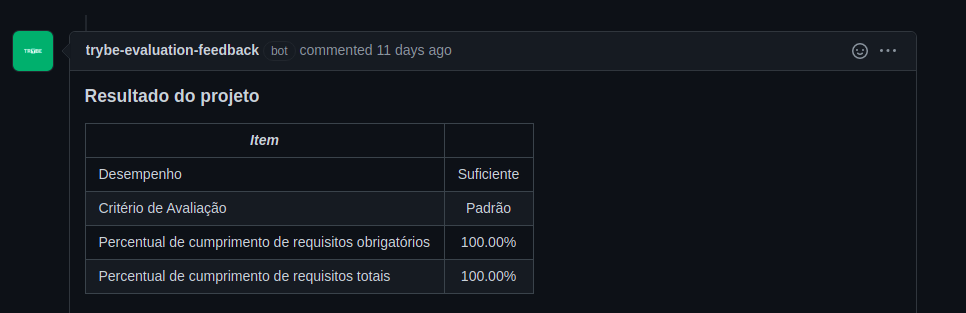 TRYBE
trybe-evaluation-feedback bot commented 11 days ago
Resultado do projeto
Item
Desempenho Suficiente
Critério de Avaliação Padrão
Percentual de cumprimento de requisitos obrigatórios 100.00%
Percentual de cumprimento de requisitos totais 100.00%